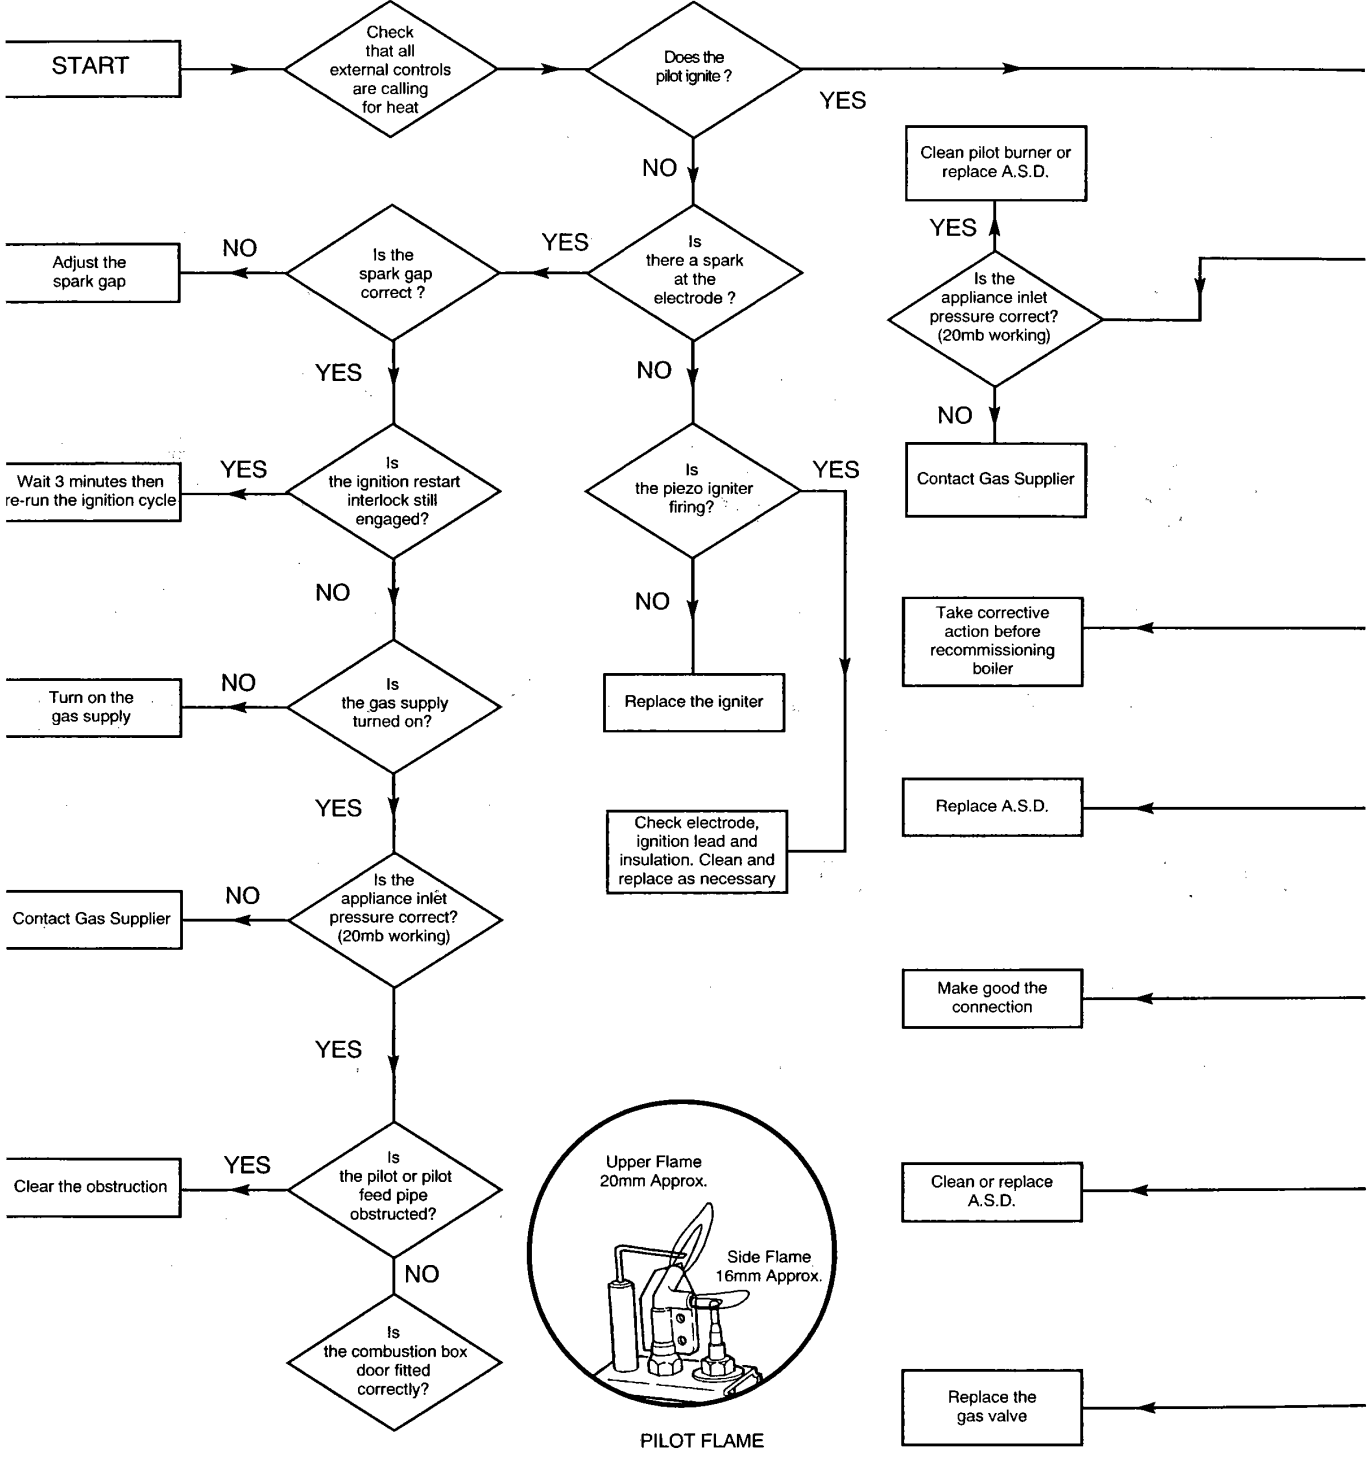 START
Check
that all
external controls
are calling
for heat
Does the
pilot ignite ?
YES
NO
Clean pilot burner or
replace A.S.D.
YES
Is the
appliance inlet
pressure correct?
(20mb working)
NO
Contact Gas Supplier
Is
there a spark
at the
electrode ?
YES
Is the
spark gap
correct ?
NO
Adjust the
spark gap
YES
NO
Is
the ignition restart
interlock still
engaged?
YES
Wait 3 minutes then
re-run the ignition cycle
Is
the piezo igniter
firing?
YES
NO
NO
Take corrective
action before
recommissioning
boiler
Is
the gas supply
turned on?
NO
Turn on the
gas supply
Replace the igniter
YES
Replace A.S.D.
Check electrode,
ignition lead and
insulation. Clean and
replace as necessary
Is the
appliance inlet
pressure correct?
(20mb working)
NO
Contact Gas Supplier
YES
Make good the
connection
Is
the pilot or pilot
feed pipe
obstructed?
YES
Clear the obstruction
NO
Is
the combustion box
door fitted
correctly?
Upper Flame
20mm Approx.
Side Flame
16mm Approx.
PILOT FLAME
Clean or replace
A.S.D.
Replace the
gas valve